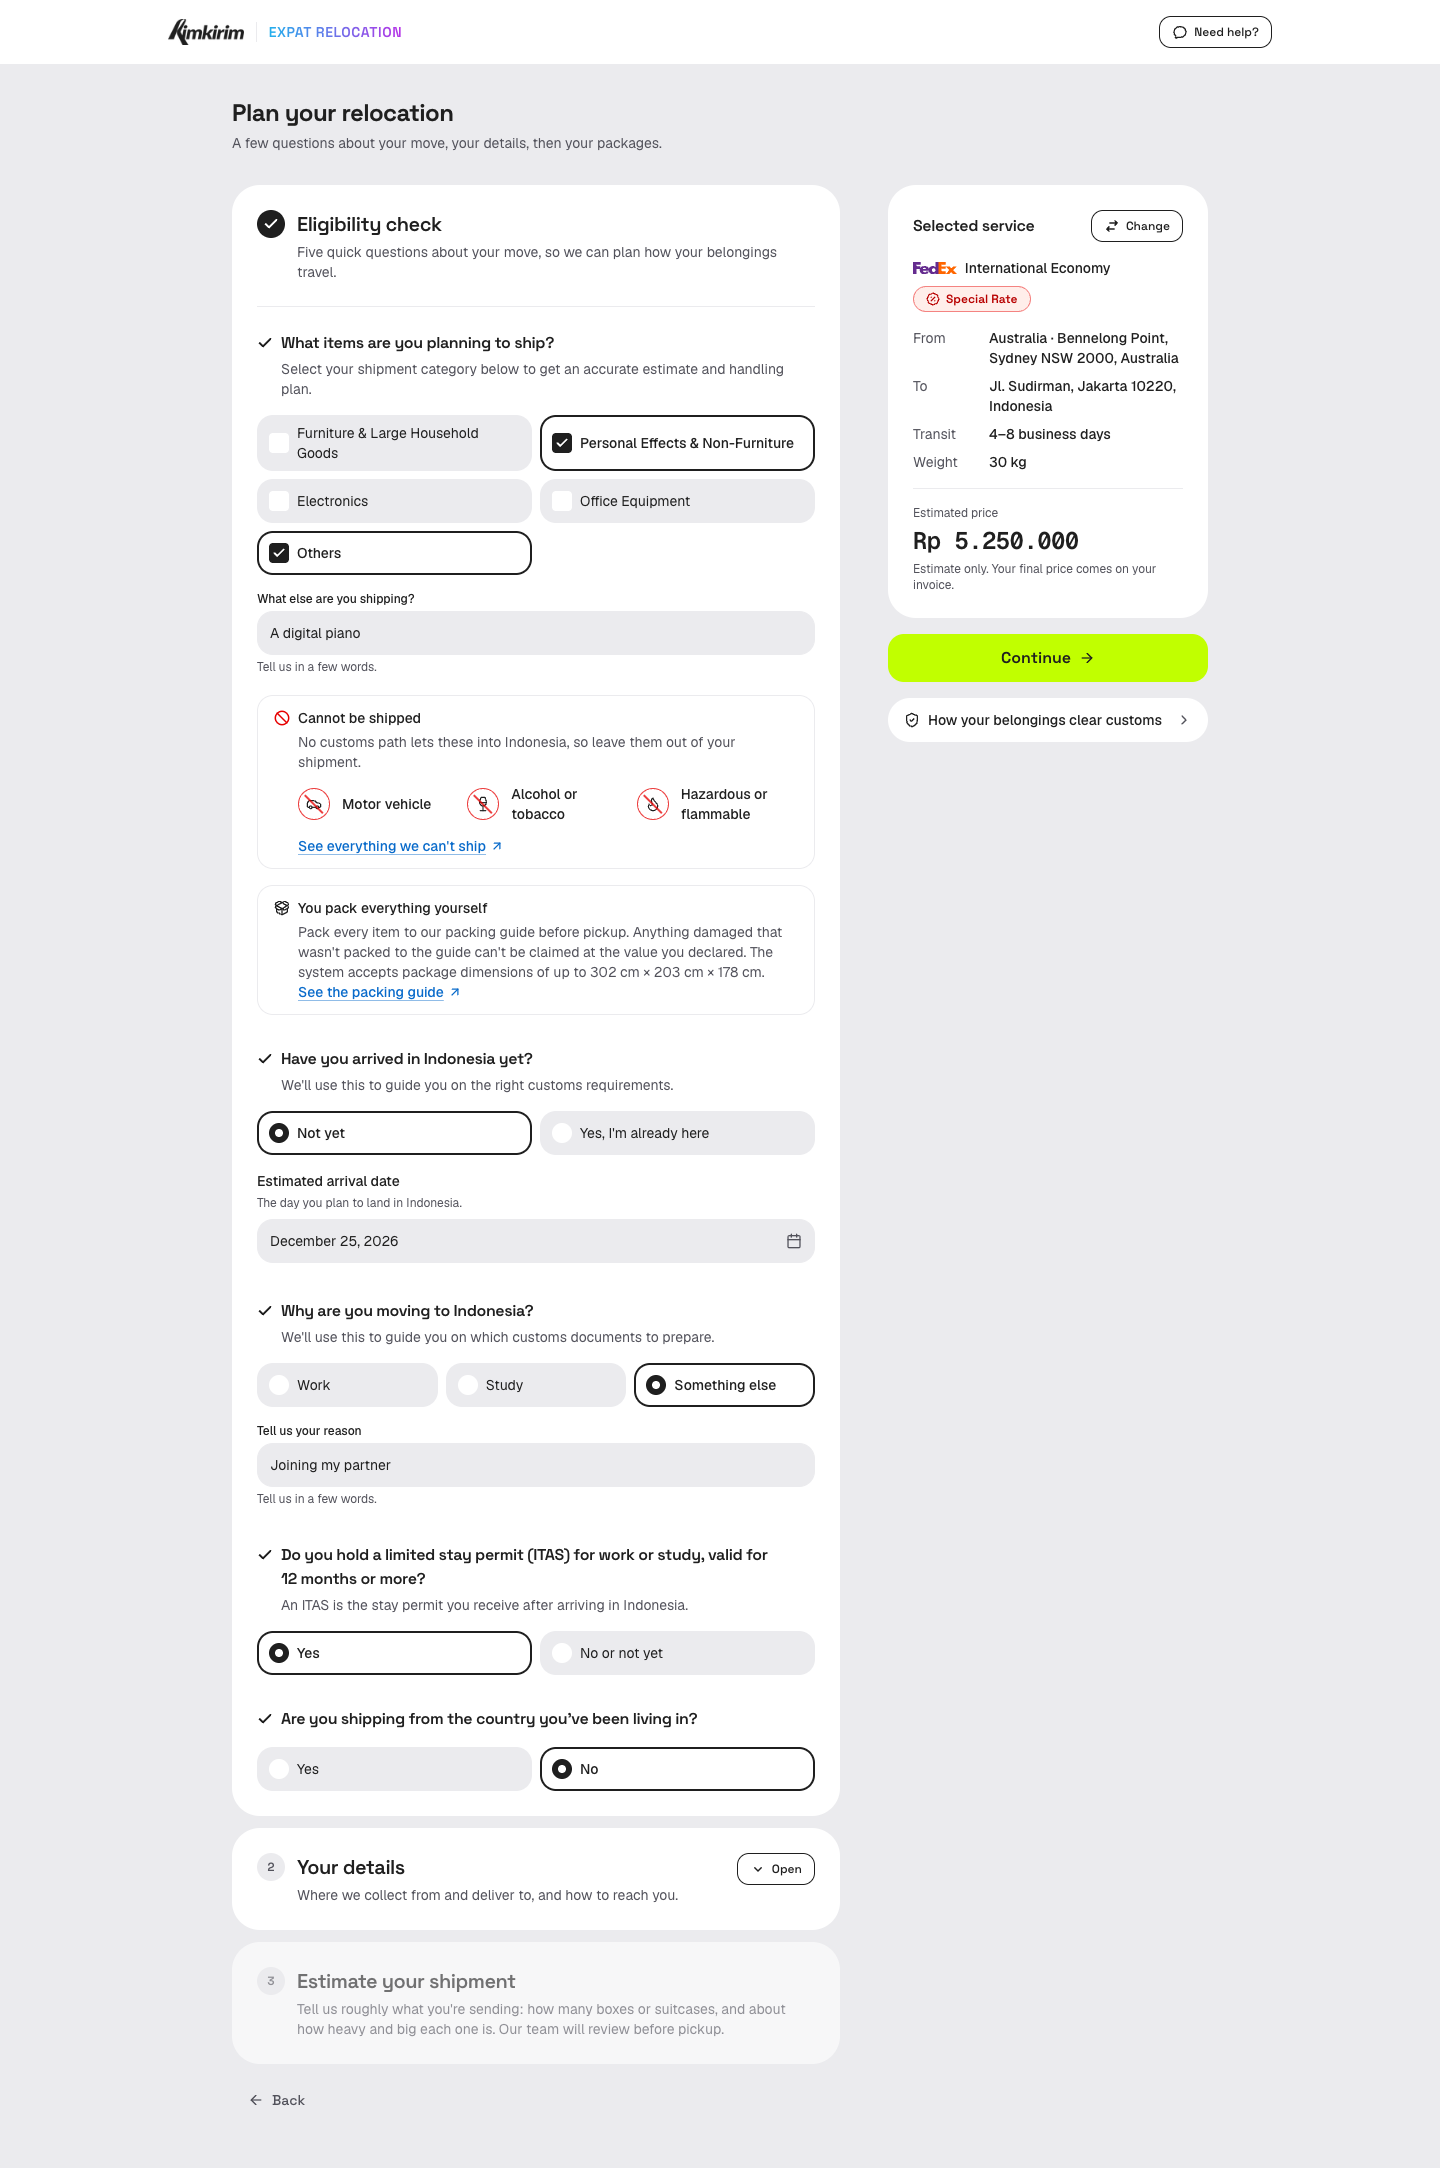 Kimkirim
EXPAT RELOCATION
Need help?
Plan your relocation
A few questions about your move, your details, then your packages.
Eligibility check
Five quick questions about your move, so we can plan how your belongings
travel.
What items are you planning to ship?
Select your shipment category below to get an accurate estimate and handling
plan.
Furniture & Large Household
Goods
Personal Effects & Non-Furniture
Electronics
Office Equipment
Others
What else are you shipping?
A digital piano
Tell us in a few words.
Cannot be shipped
No customs path lets these into Indonesia, so leave them out of your
shipment.
Motor vehicle
Alcohol or
tobacco
Hazardous or
flammable
See everything we can't ship
You pack everything yourself
Pack every item to our packing guide before pickup. Anything damaged that
wasn't packed to the guide can't be claimed at the value you declared. The
system accepts package dimensions of up to 302 cm × 203 cm × 178 cm.
See the packing guide
Have you arrived in Indonesia yet?
We'll use this to guide you on the right customs requirements.
Not yet
Yes, I'm already here
Estimated arrival date
The day you plan to land in Indonesia.
December 25, 2026
Why are you moving to Indonesia?
We'll use this to guide you on which customs documents to prepare.
Work
Study
Something else
Tell us your reason
Joining my partner
Tell us in a few words.
Do you hold a limited stay permit (ITAS) for work or study, valid for
12 months or more?
An ITAS is the stay permit you receive after arriving in Indonesia.
Yes
No or not yet
Are you shipping from the country you've been living in?
Yes
No
2
Your details
Where we collect from and deliver to, and how to reach you.
Open
3
Estimate your shipment
Tell us roughly what you're sending: how many boxes or suitcases, and about
how heavy and big each one is. Our team will review before pickup.
Back
Selected service
Change
FedEx
International Economy
Special Rate
From
Australia · Bennelong Point,
Sydney NSW 2000, Australia
To
Jl. Sudirman, Jakarta 10220,
Indonesia
Transit
4–8 business days
Weight
30 kg
Estimated price
Rp 5.250.000
Estimate only. Your final price comes on your
invoice.
Continue
How your belongings clear customs